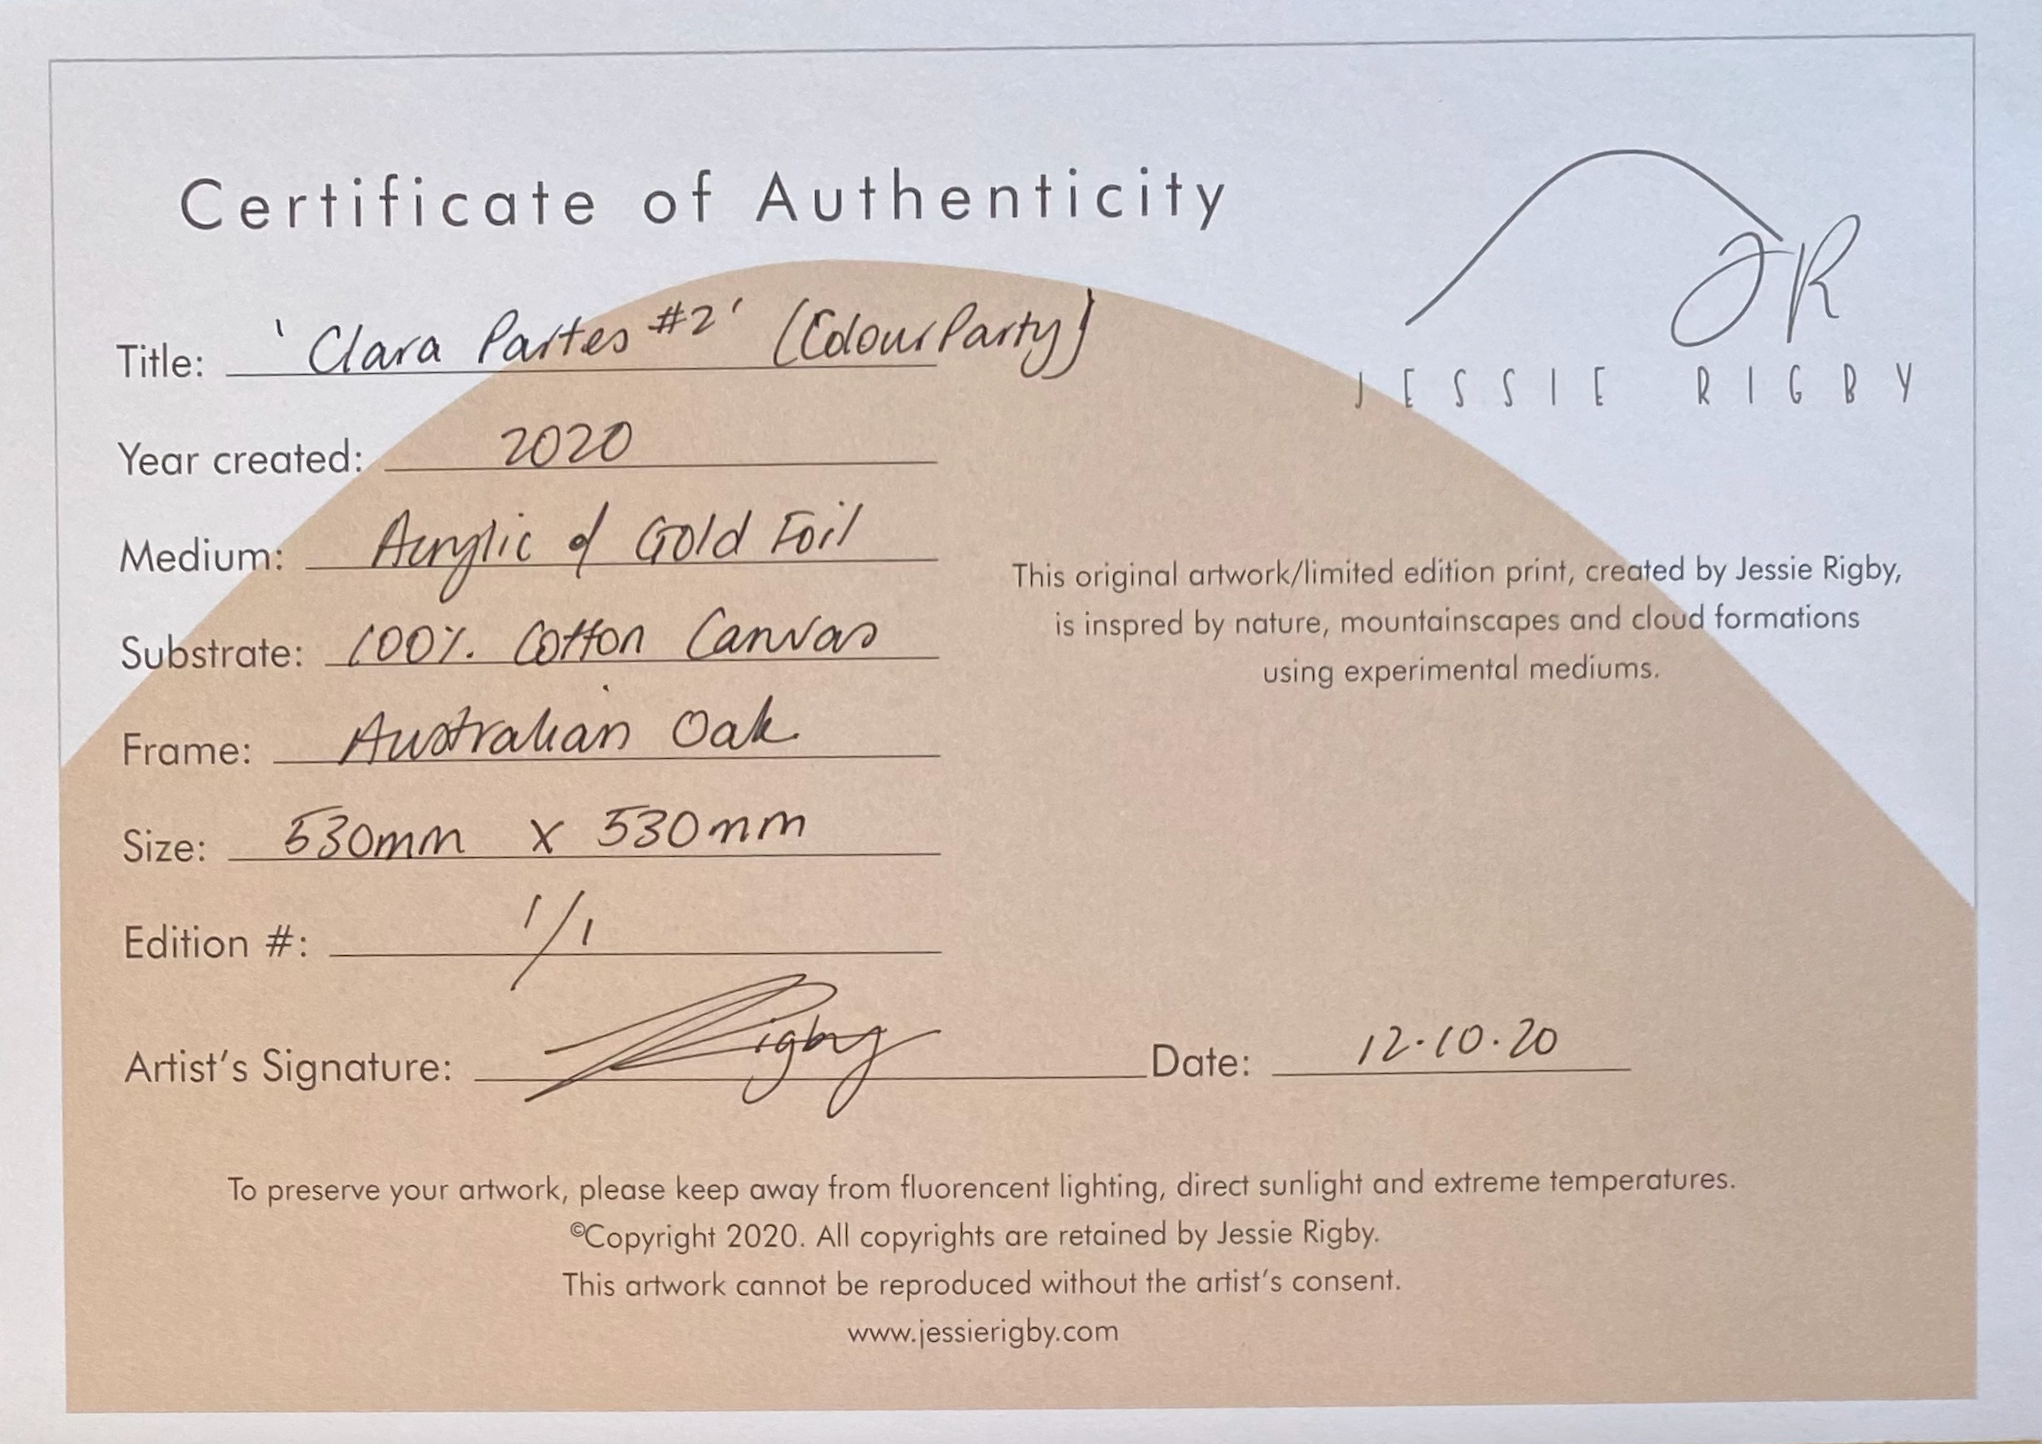 Certificate of Authenticity
JR
JESSIE RIGBY
Title: 'Clara Partes #2' (Colour Party)
Year created: 2020
Medium: Acrylic & Gold Foil
Substrate: 100% Cotton Canvas
Frame: Australian Oak
Size: 530mm x 530mm
Edition #: 1/1
This original artwork/limited edition print, created by Jessie Rigby,
is inspred by nature, mountainscapes and cloud formations
using experimental mediums.
Artist's Signature: Rigby Date: 12.10.20
To preserve your artwork, please keep away from fluorencent lighting, direct sunlight and extreme temperatures.
©Copyright 2020. All copyrights are retained by Jessie Rigby.
This artwork cannot be reproduced without the artist's consent.
www.jessierigby.com